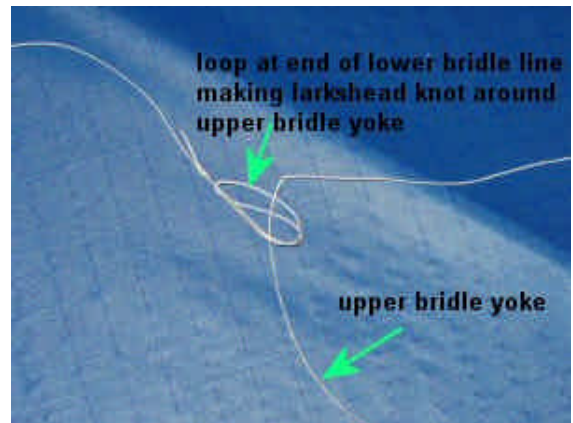 loop at end of lower bridle line
making larkshead knot around
upper bridle yoke
upper bridle yoke